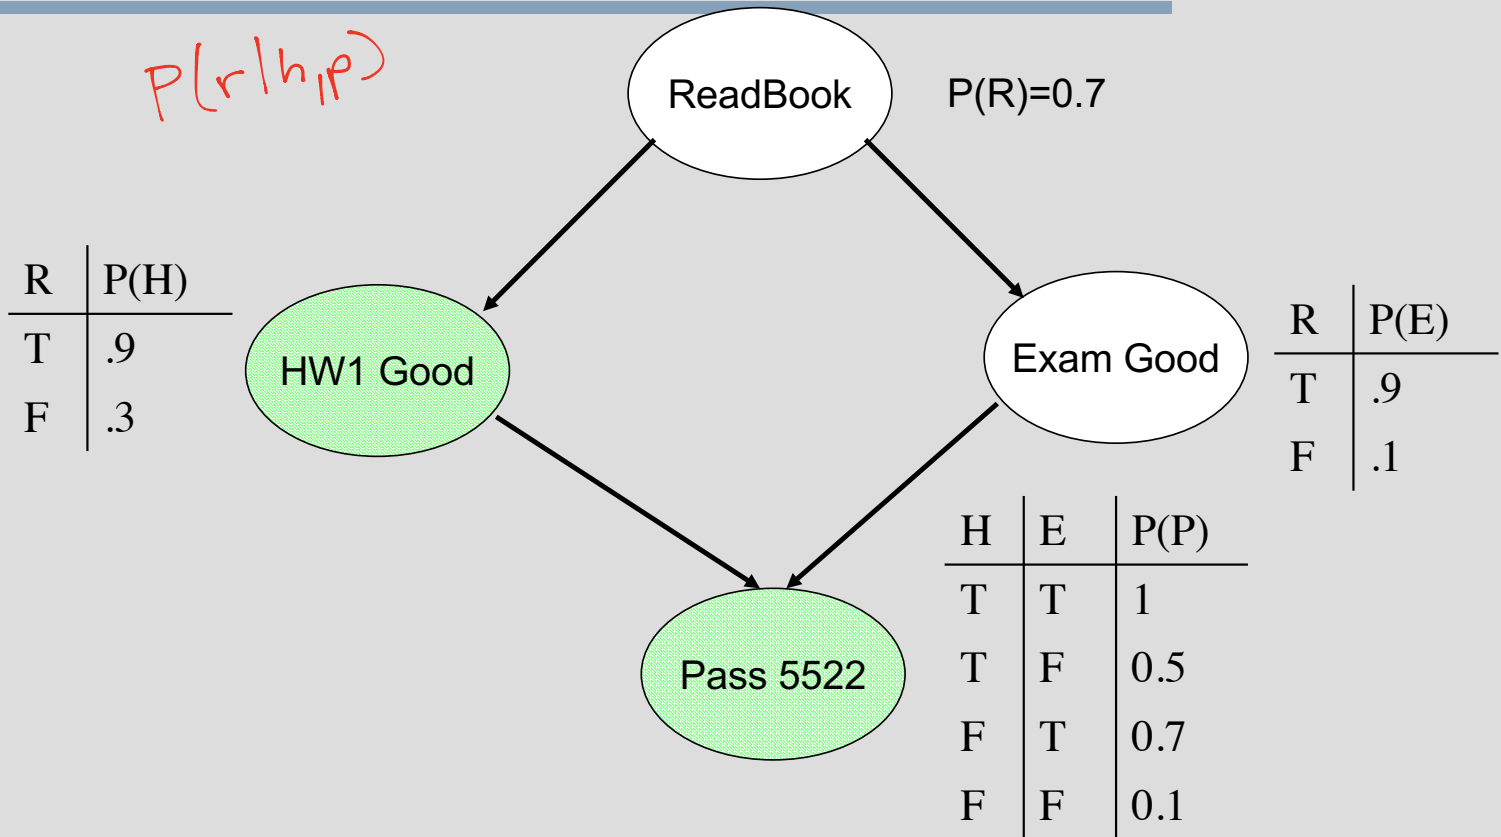 P(r|h,p)
ReadBook
P(R)=0.7
R P(H)
T .9
F .3
HW1 Good
Exam Good
R P(E)
T .9
F .1
Pass 5522
H E P(P)
T T 1
T F 0.5
F T 0.7
F F 0.1